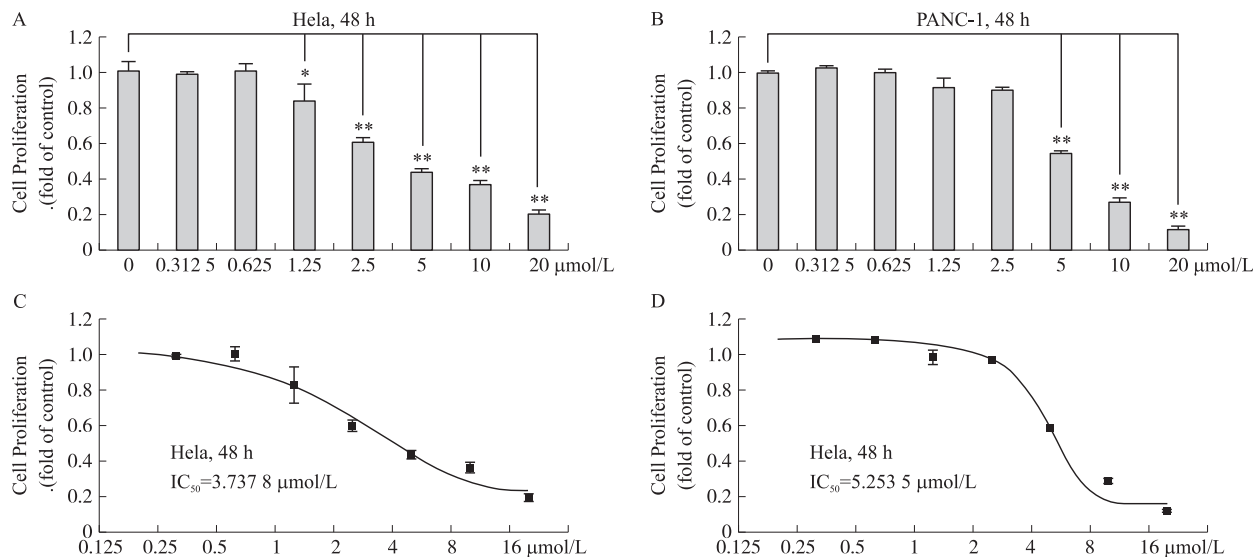 A
Hela, 48 h
Cell Proliferation
.(fold of control)
1.2
1.0
0.8
0.6
0.4
0.2
0
*
**
**
**
**
0 0.312 5 0.625 1.25 2.5 5 10 20 μmol/L
B
PANC-1, 48 h
Cell Proliferation
(fold of control)
1.2
1.0
0.8
0.6
0.4
0.2
0
**
**
**
0 0.312 5 0.625 1.25 2.5 5 10 20 μmol/L
C
Cell Proliferation
.(fold of control)
1.2
1.0
0.8
0.6
0.4
0.2
0
Hela, 48 h
IC50=3.737 8 μmol/L
0.125 0.25 0.5 1 2 4 8 16 μmol/L
D
Cell Proliferation
(fold of control)
1.2
1.0
0.8
0.6
0.4
0.2
0
Hela, 48 h
IC50=5.253 5 μmol/L
0.125 0.25 0.5 1 2 4 8 16 μmol/L